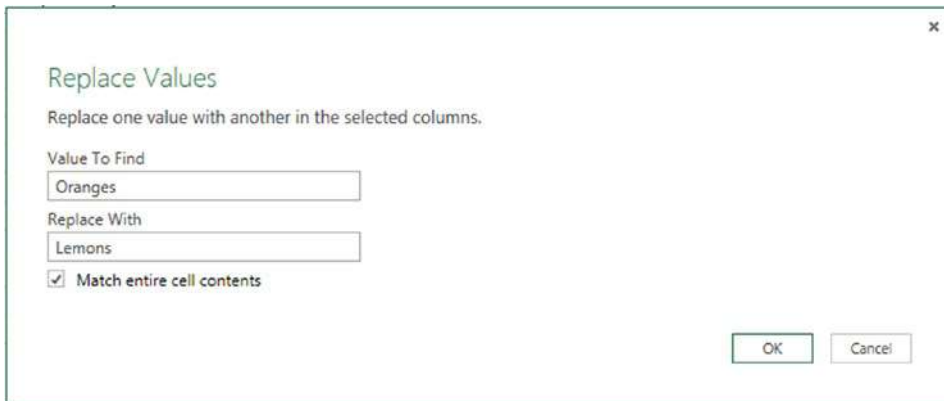 Replace Values
Replace one value with another in the selected columns.
Value To Find
Oranges
Replace With
Lemons
Match entire cell contents
OK Cancel